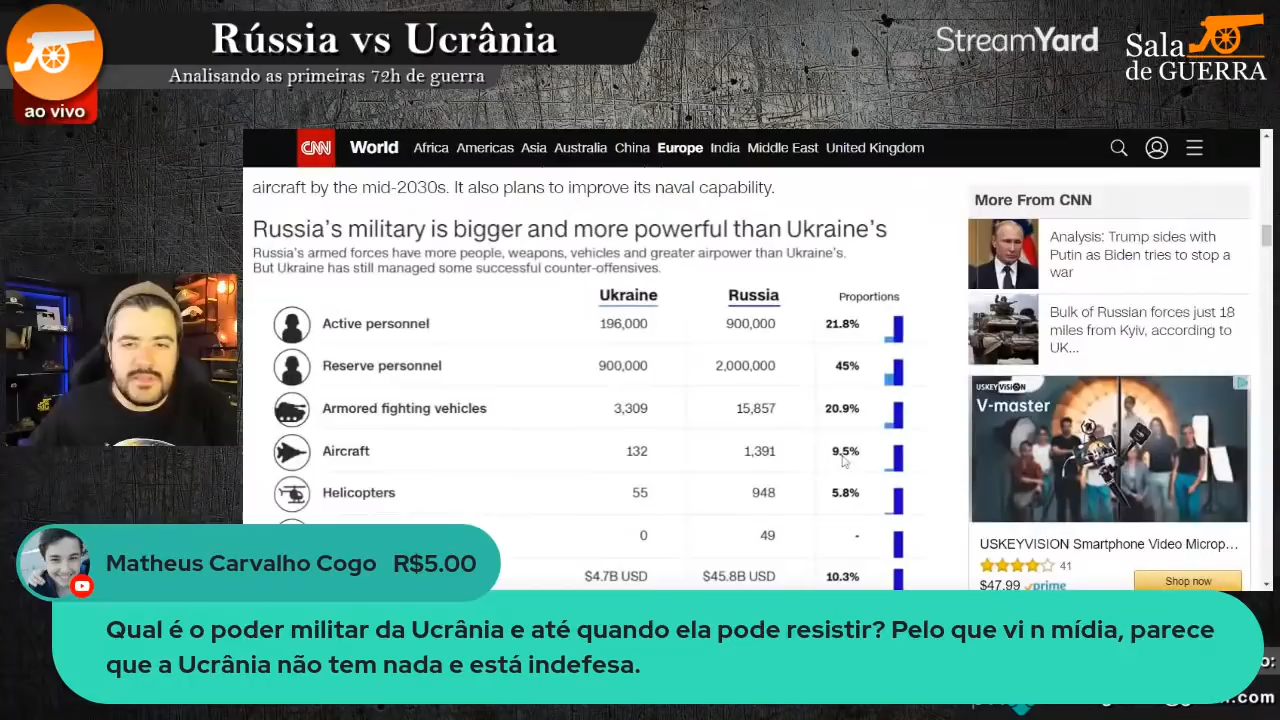 Rússia vs Ucrânia
Analisando as primeiras 72h de guerra
ao vivo
StreamYard
Sala
de GUERRA
CNN World Africa Americas Asia Australia China Europe India Middle East United Kingdom
aircraft by the mid-2030s. It also plans to improve its naval capability.
Russia's military is bigger and more powerful than Ukraine's
Russia's armed forces have more people, weapons, vehicles and greater airpower than Ukraine's.
But Ukraine has still managed some successful counter-offensives.
Ukraine Russia Proportions
Active personnel 196,000 900,000 21.8%
Reserve personnel 900,000 2,000,000 45%
Armored fighting vehicles 3,309 15,857 20.9%
Aircraft 132 1,391 9.5%
Helicopters 55 948 5.8%
0 49 -
$4.7B USD $45.8B USD 10.3%
More From CNN
Analysis: Trump sides with
Putin as Biden tries to stop a
war
Bulk of Russian forces just 18
miles from Kyiv, according to
UK...
USKEYVISION
V-master
USKEYVISION Smartphone Video Microp...
41
$47.99 prime
Shop now
Matheus Carvalho Cogo R$5.00
Qual é o poder militar da Ucrânia e até quando ela pode resistir? Pelo que vi n mídia, parece
que a Ucrânia não tem nada e está indefesa.